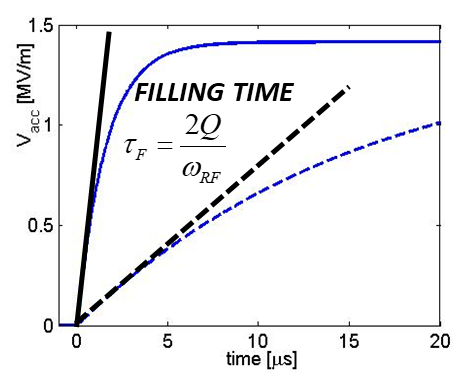 1.5
1
0.5
0
V_acc [MV/m]
FILLING TIME
τ_F = 2Q / ω_RF
0 5 10 15 20
time [μs]